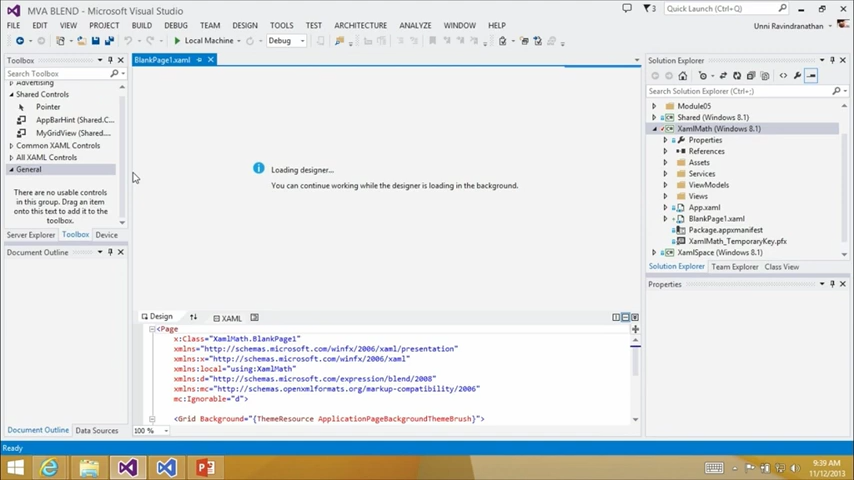 MVA BLEND - Microsoft Visual Studio
3
Quick Launch (Ctrl+Q)
FILE EDIT VIEW PROJECT BUILD DEBUG TEAM DESIGN TOOLS TEST ARCHITECTURE ANALYZE WINDOW HELP
Unni Ravindranathan
Local Machine Debug
Toolbox
Search Toolbox
Advertising
Shared Controls
Pointer
AppBarHint (Shared.C...
MyGridView (Shared....
Common XAML Controls
All XAML Controls
General
There are no usable controls
in this group. Drag an item
onto this text to add it to the
toolbox.
Server Explorer Toolbox Device
Document Outline
Document Outline Data Sources
BlankPage1.xaml
Loading designer...
You can continue working while the designer is loading in the background.
Design XAML
<Page
x:Class="XamlMath.BlankPage1"
xmlns="http://schemas.microsoft.com/winfx/2006/xaml/presentation"
xmlns:x="http://schemas.microsoft.com/winfx/2006/xaml"
xmlns:local="using:XamlMath"
xmlns:d="http://schemas.microsoft.com/expression/blend/2008"
xmlns:mc="http://schemas.openxmlformats.org/markup-compatibility/2006"
mc:Ignorable="d">
<Grid Background="{ThemeResource ApplicationPageBackgroundThemeBrush}">
100 %
Solution Explorer
Search Solution Explorer (Ctrl+;)
Module05
Shared (Windows 8.1)
XamlMath (Windows 8.1)
Properties
References
Assets
Services
ViewModels
Views
App.xaml
BlankPage1.xaml
Package.appxmanifest
XamlMath_TemporaryKey.pfx
XamlSpace (Windows 8.1)
Solution Explorer Team Explorer Class View
Properties
Ready
9:39 AM
11/12/2013